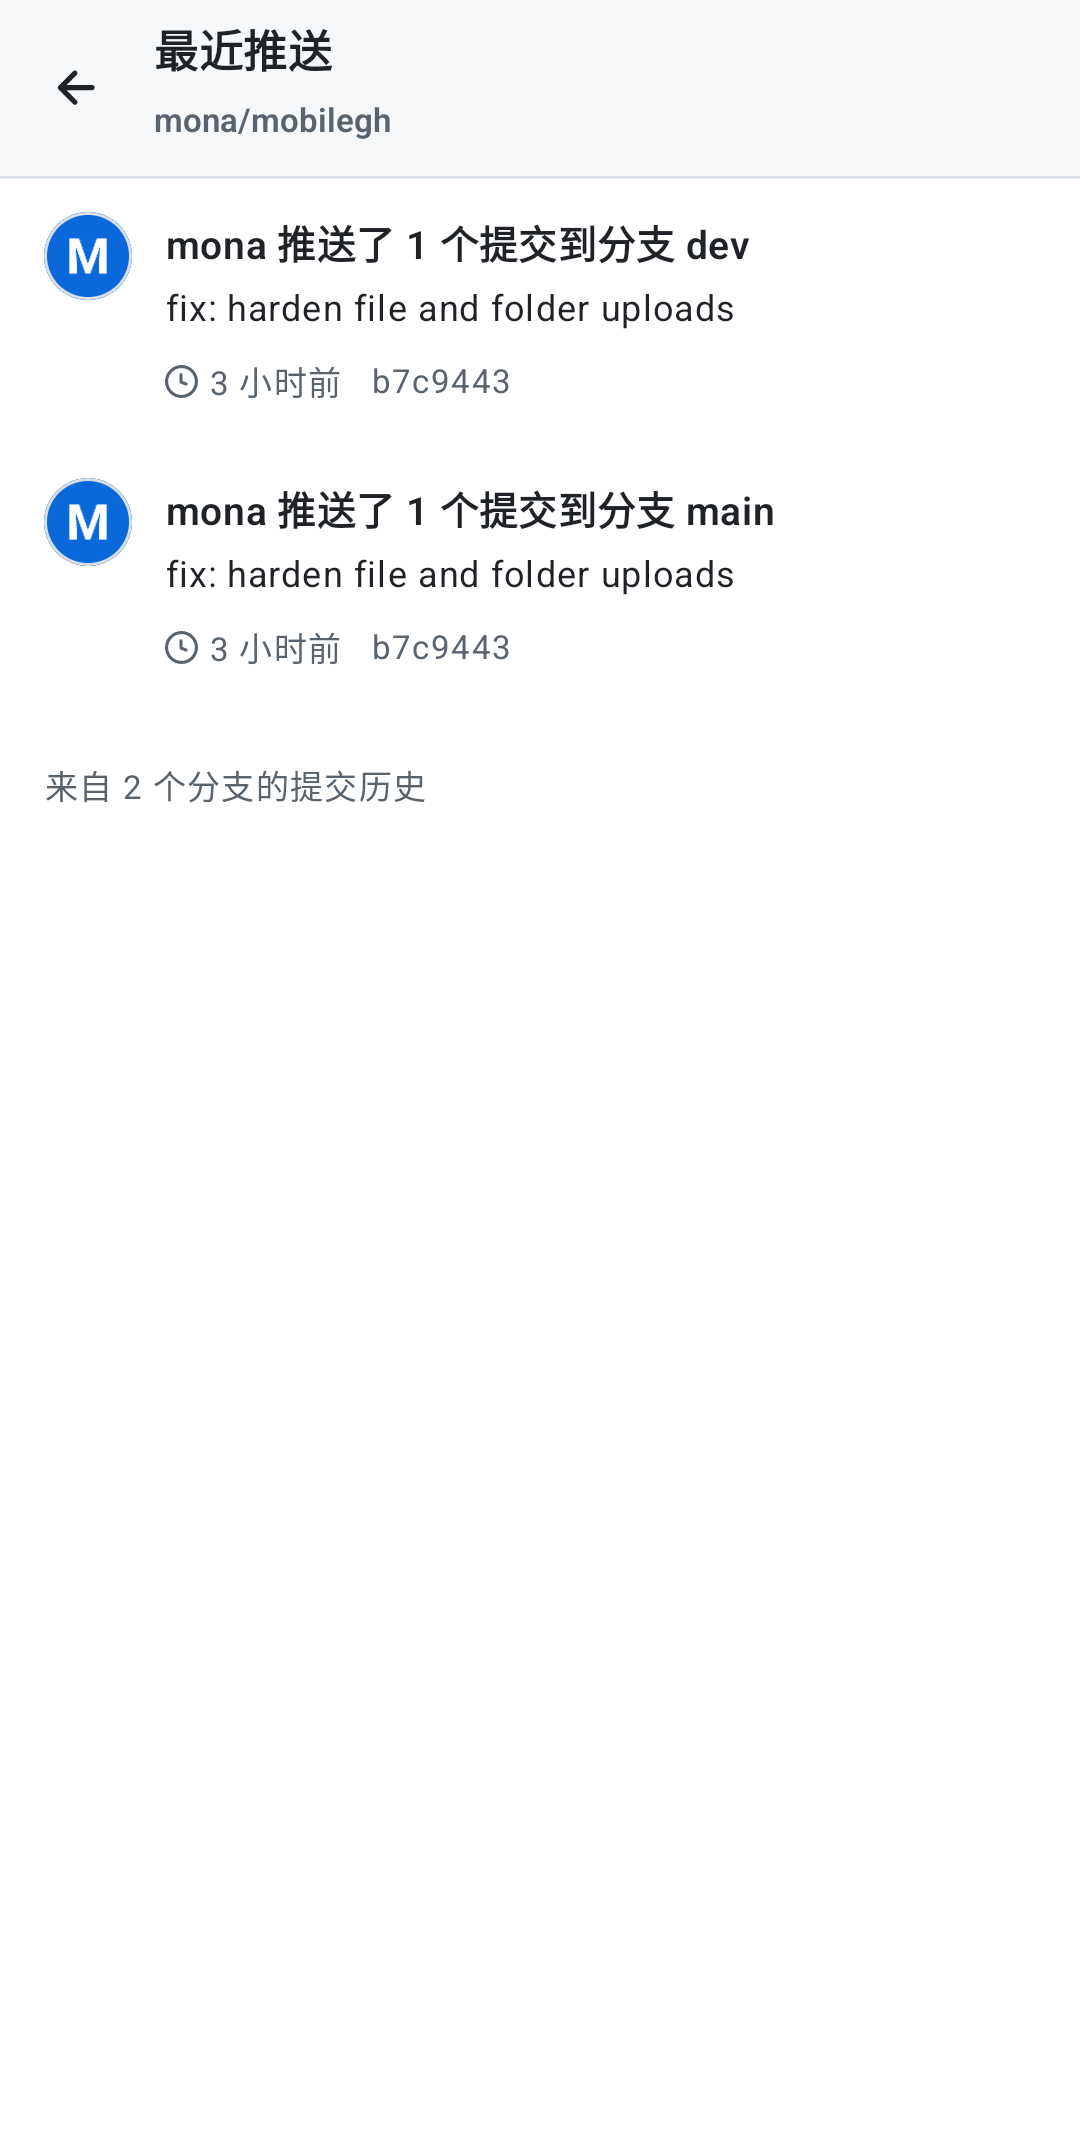 最近推送
mona/mobilegh
M
mona 推送了 1 个提交到分支 dev
fix: harden file and folder uploads
3 小时前 b7c9443
M
mona 推送了 1 个提交到分支 main
fix: harden file and folder uploads
3 小时前 b7c9443
来自 2 个分支的提交历史